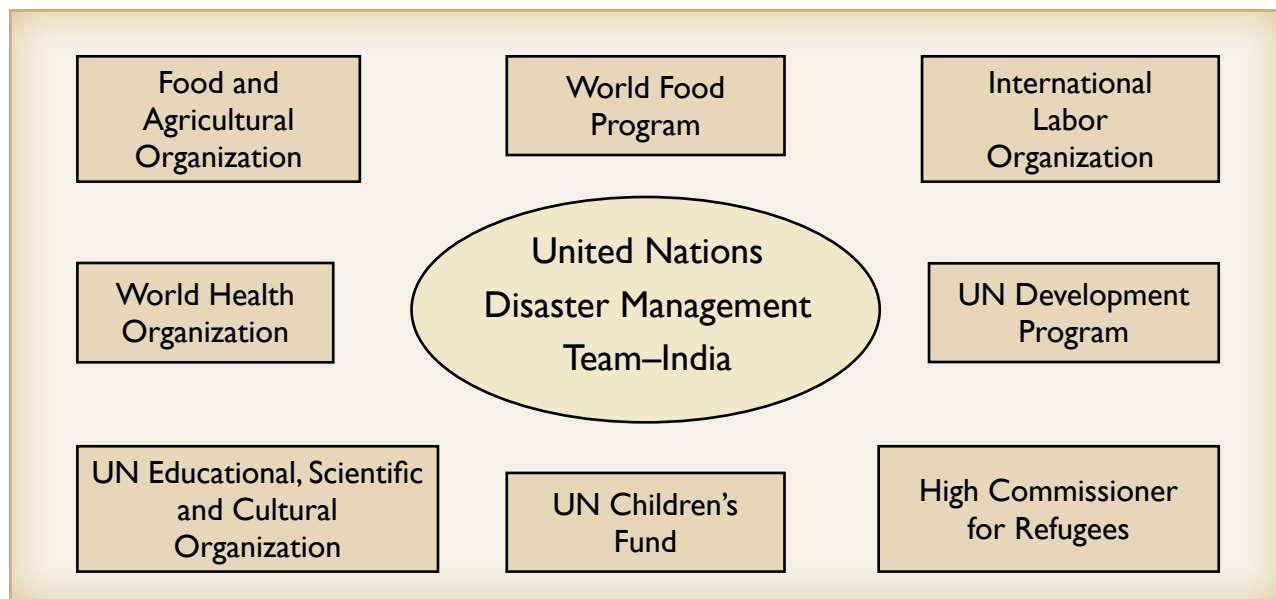 Food and
Agricultural
Organization
World Food
Program
International
Labor
Organization
United Nations
Disaster Management
Team–India
World Health
Organization
UN Development
Program
UN Educational, Scientific
and Cultural
Organization
UN Children’s
Fund
High Commissioner
for Refugees